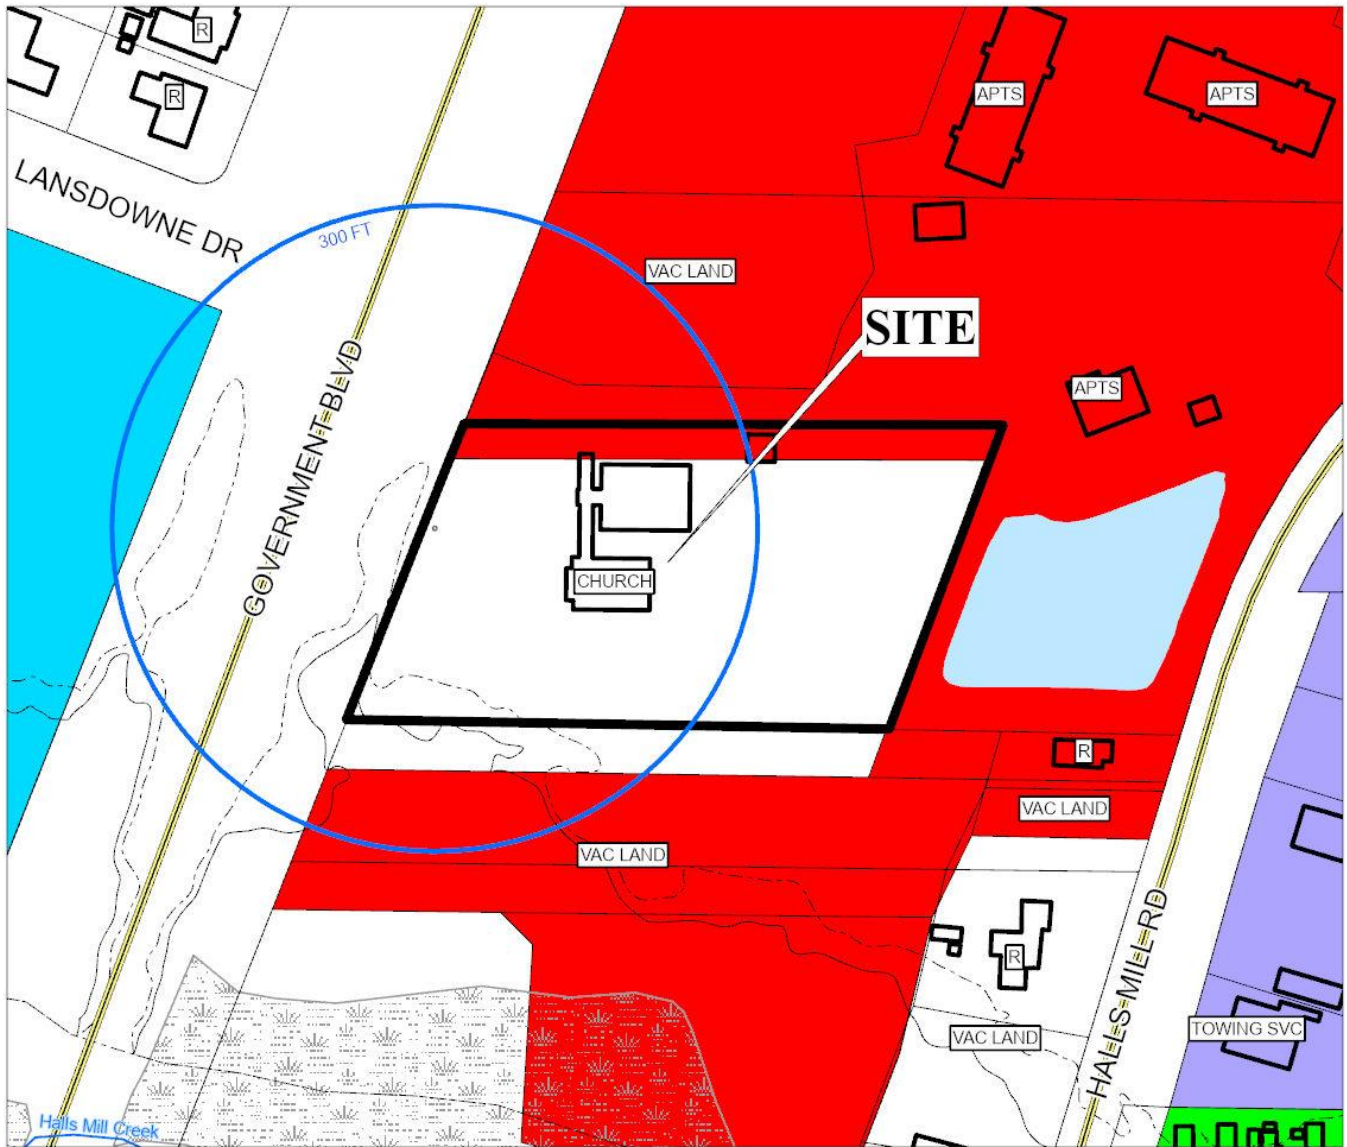 R
R
APTS
APTS
LANSDOWNE DR
300 FT
VAC LAND
SITE
GOVERNMENT BLVD
APTS
CHURCH
R
VAC LAND
VAC LAND
R
HALLS MILL RD
VAC LAND
TOWING SVC
Halls Mill Creek